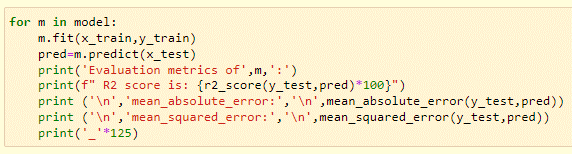 for m in model:
    m.fit(x_train,y_train)
    pred=m.predict(x_test)
    print('Evaluation metrics of',m,':')
    print(f" R2 score is: {r2_score(y_test,pred)*100}")
    print ('\n','mean_absolute_error:','\n',mean_absolute_error(y_test,pred))
    print ('\n','mean_squared_error:','\n',mean_squared_error(y_test,pred))
    print('_'*125)